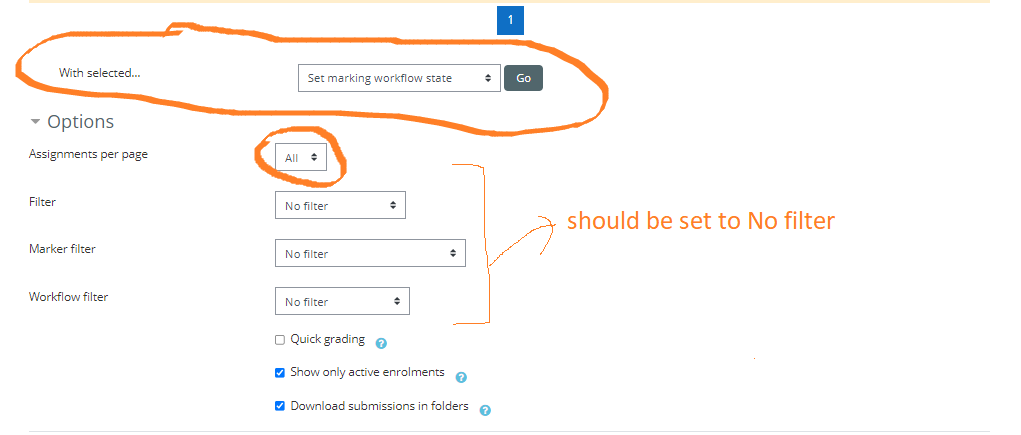 1
With selected...
Set marking workflow state
Go
Options
Assignments per page
All
Filter
No filter
should be set to No filter
Marker filter
No filter
Workflow filter
No filter
Quick grading ?
Show only active enrolments ?
Download submissions in folders ?